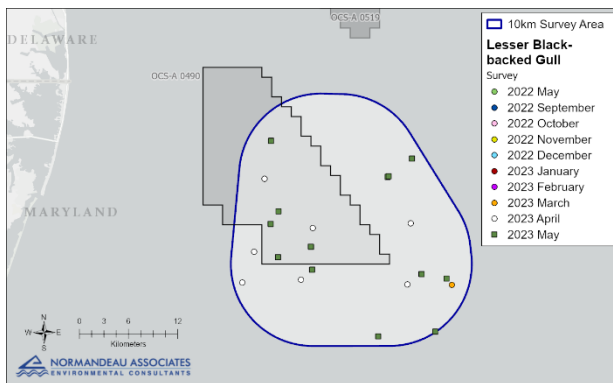 DELAWARE
MARYLAND
OCS-A 0519
OCS-A 0490
10km Survey Area
Lesser Black-
backed Gull
Survey
2022 May
2022 September
2022 October
2022 November
2022 December
2023 January
2023 February
2023 March
2023 April
2023 May
N
W E
S
0 3 6 12
Kilometers
NORMANDEAU ASSOCIATES
ENVIRONMENTAL CONSULTANTS